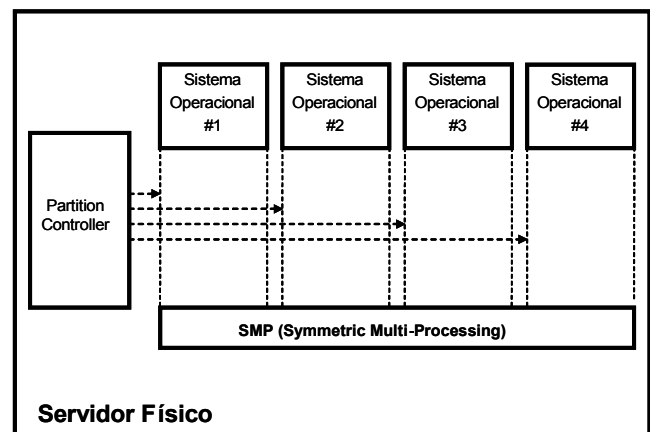 Sistema
Operacional
#1
Sistema
Operacional
#2
Sistema
Operacional
#3
Sistema
Operacional
#4
Partition
Controller
SMP (Symmetric Multi-Processing)
Servidor Físico